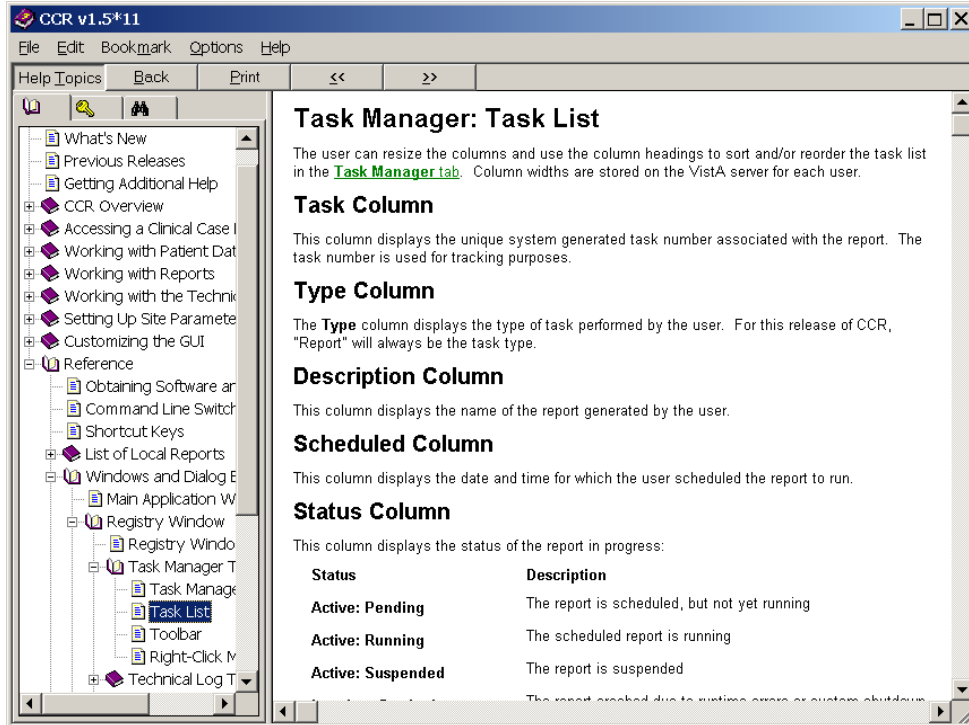 CCR v1.5*11
File Edit Bookmark Options Help
Help Topics Back Print << >>
What's New
Previous Releases
Getting Additional Help
CCR Overview
Accessing a Clinical Case
Working with Patient Dat
Working with Reports
Working with the Techni
Setting Up Site Paramete
Customizing the GUI
Reference
Obtaining Software ar
Command Line Switch
Shortcut Keys
List of Local Reports
Windows and Dialog B
Main Application W
Registry Window
Registry Windo
Task Manager T
Task Manage
Task List
Toolbar
Right-Click M
Technical Log T
Task Manager: Task List
The user can resize the columns and use the column headings to sort and/or reorder the task list
in the Task Manager tab. Column widths are stored on the VistA server for each user.
Task Column
This column displays the unique system generated task number associated with the report. The
task number is used for tracking purposes.
Type Column
The Type column displays the type of task performed by the user. For this release of CCR,
"Report" will always be the task type.
Description Column
This column displays the name of the report generated by the user.
Scheduled Column
This column displays the date and time for which the user scheduled the report to run.
Status Column
This column displays the status of the report in progress:
Status Description
Active: Pending The report is scheduled, but not yet running
Active: Running The scheduled report is running
Active: Suspended The report is suspended
The report crashed due to runtime errors or system shutdown